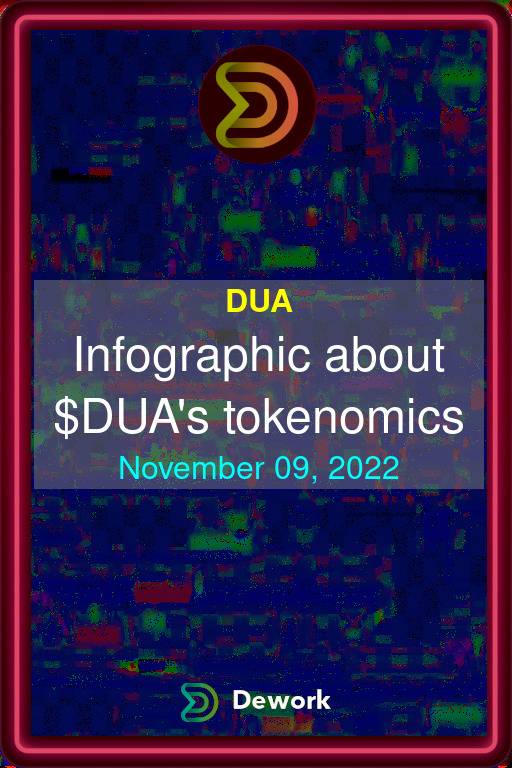 DUA
Infographic about
$DUA's tokenomics
November 09, 2022
Dework